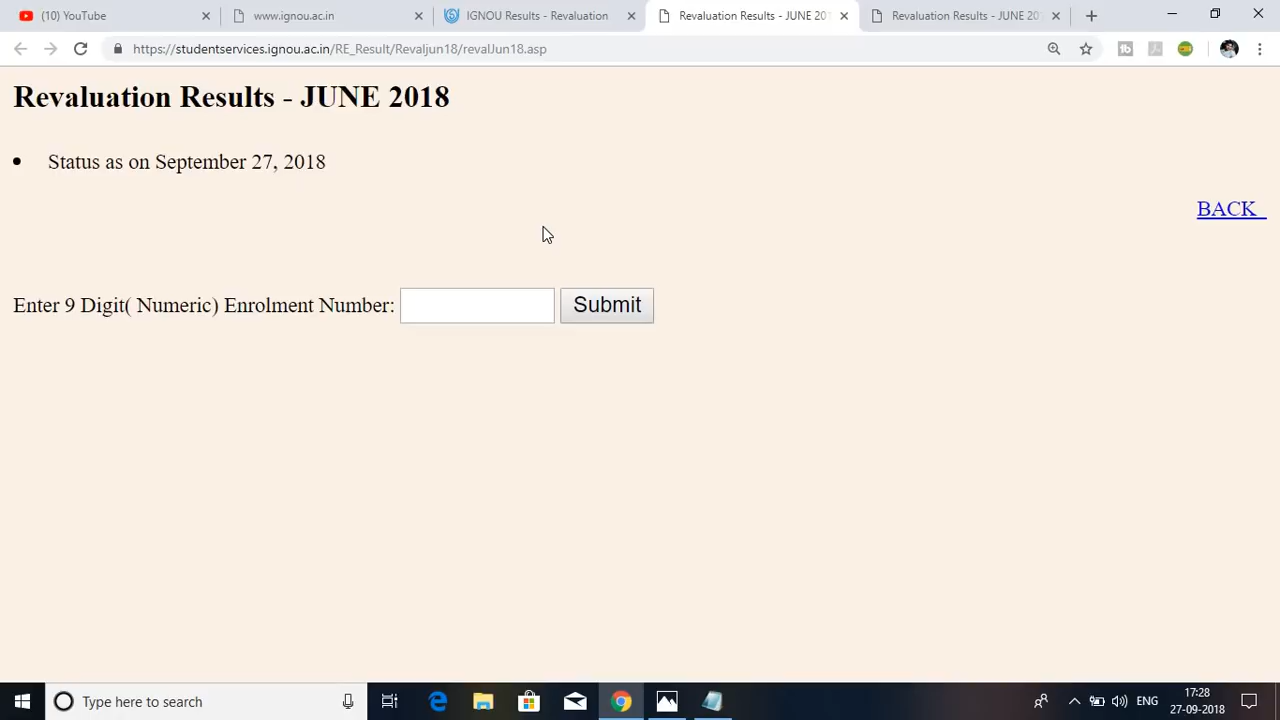 (10) YouTube
www.ignou.ac.in
IGNOU Results - Revaluation
Revaluation Results - JUNE 201
Revaluation Results - JUNE 20
https://studentservices.ignou.ac.in/RE_Result/Revaljun18/revalJun18.asp
Revaluation Results - JUNE 2018
Status as on September 27, 2018
BACK
Enter 9 Digit( Numeric) Enrolment Number:
Submit
Type here to search
ENG
17:28
27-09-2018